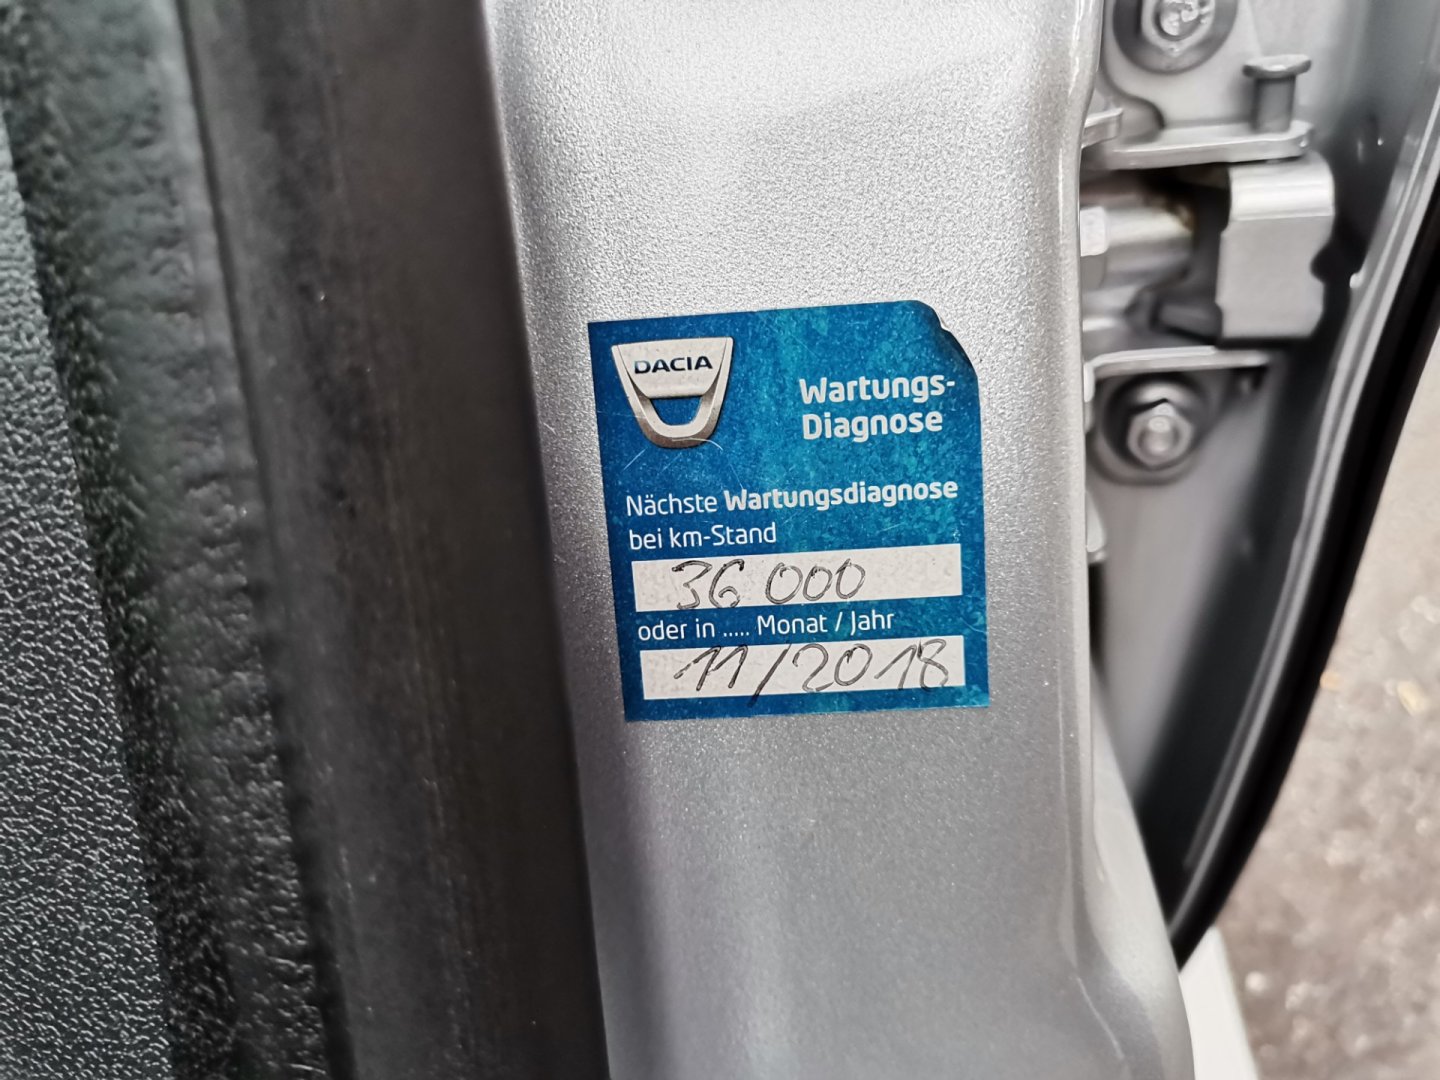 DACIA
Wartungs-
Diagnose
Nächste Wartungsdiagnose
bei km-Stand
36 000
oder in ..... Monat / Jahr
11/2018